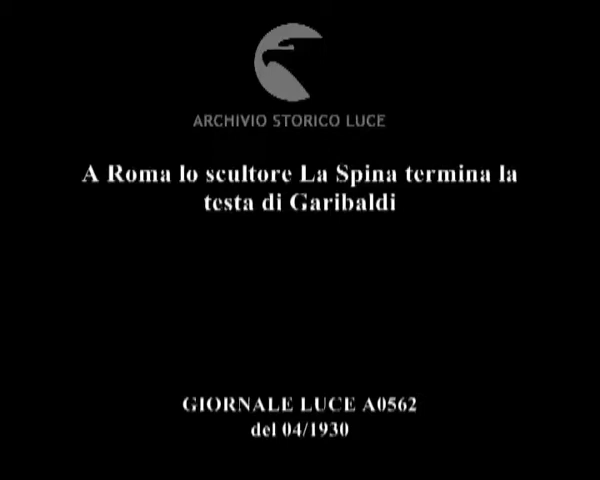 ARCHIVIO STORICO LUCE
A Roma lo scultore La Spina termina la
testa di Garibaldi
GIORNALE LUCE A0562
del 04/1930